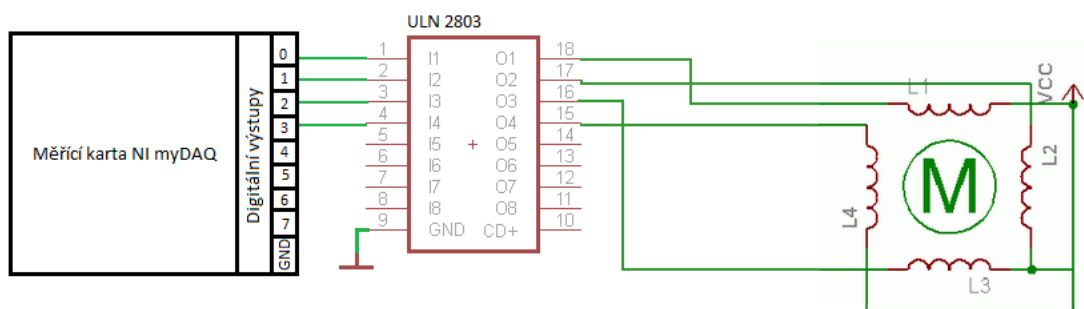 ULN 2803
Měřící karta NI myDAQ
Digitální výstupy
0
1
2
3
4
5
6
7
GND
1 I1 O1 18
2 I2 O2 17
3 I3 O3 16
4 I4 O4 15
5 I5 + O5 14
6 I6 O6 13
7 I7 O7 12
8 I8 O8 11
9 GND CD+ 10
L1
VCC
L2
M
L4
L3